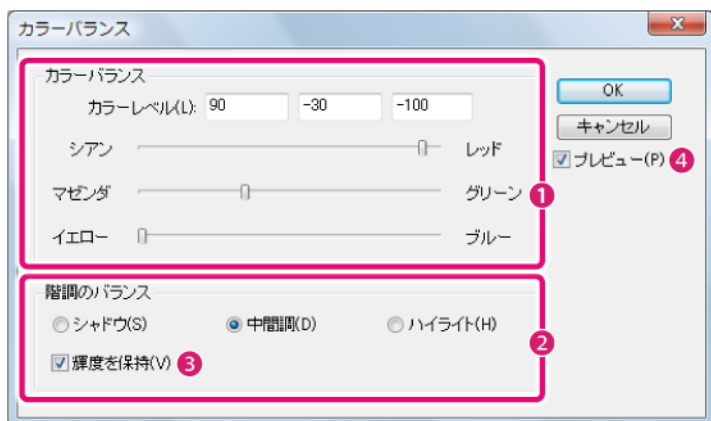 カラーバランス
カラーバランス
カラーレベル(L): 90 -30 -100
シアン レッド
マゼンダ グリーン
イエロー ブルー
1
OK
キャンセル
プレビュー(P) 4
階調のバランス
シャドウ(S) 中間調(D) ハイライト(H)
輝度を保持(V) 3
2